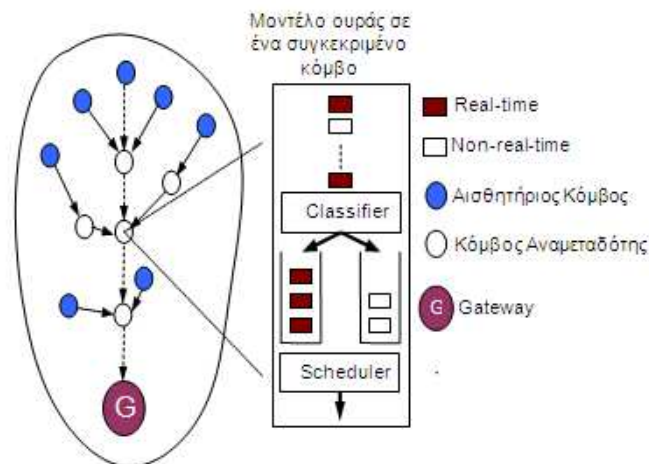 Μοντέλο ουράς σε
ένα συγκεκριμένο
κόμβο
Real-time
Non-real-time
Classifier
Αισθητήριος Κόμβος
Κόμβος Αναμεταδότης
G
Gateway
Scheduler
G